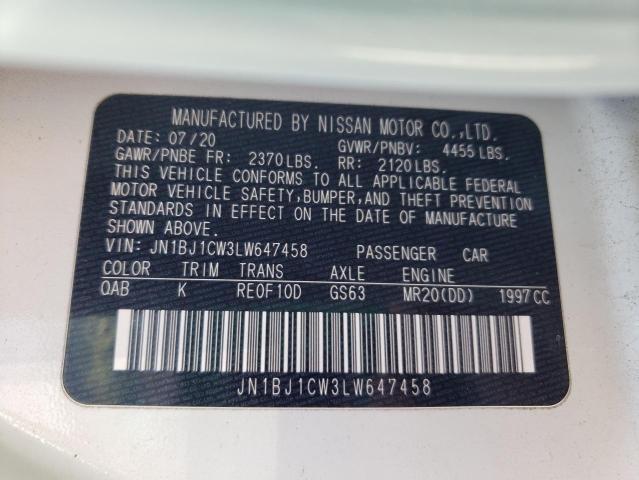 MANUFACTURED BY NISSAN MOTOR CO.,LTD.
DATE: 07/20 GVWR/PNBV: 4455 LBS.
GAWR/PNBE FR: 2370 LBS. RR: 2120 LBS.
THIS VEHICLE CONFORMS TO ALL APPLICABLE FEDERAL
MOTOR VEHICLE SAFETY, BUMPER, AND THEFT PREVENTION
STANDARDS IN EFFECT ON THE DATE OF MANUFACTURE
SHOWN ABOVE.
VIN: JN1BJ1CW3LW647458 PASSENGER CAR
COLOR TRIM TRANS AXLE ENGINE
QAB K RE0F10D GS63 MR20(DD) 1997CC
JN1BJ1CW3LW647458